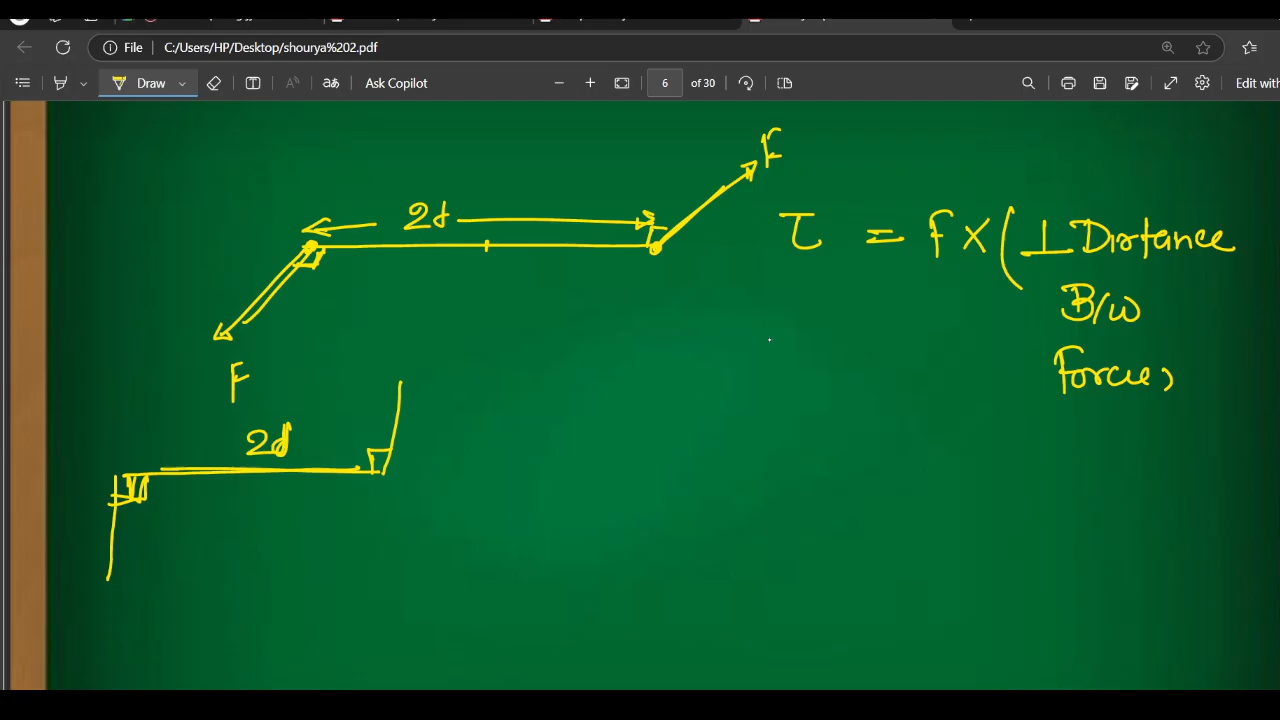 File C:/Users/HP/Desktop/shourya%202.pdf
Draw Ask Copilot 6 of 30 Edit with
F
2d
τ = F X ( ⊥ Distance
B/w
Forces
F
2d